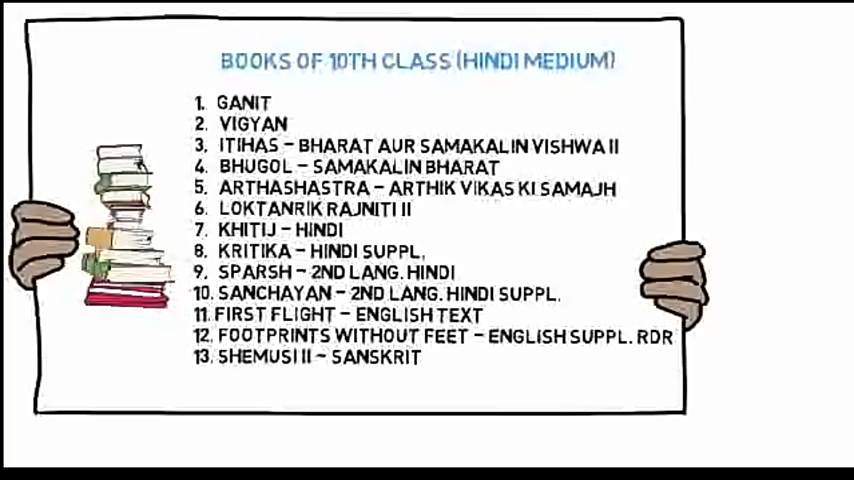 BOOKS OF 10TH CLASS (HINDI MEDIUM)
1. GANIT
2. VIGYAN
3. ITIHAS – BHARAT AUR SAMAKALIN VISHWA II
4. BHUGOL – SAMAKALIN BHARAT
5. ARTHASHASTRA – ARTHIK VIKAS KI SAMAJH
6. LOKTANRIK RAJNITI II
7. KHITIJ – HINDI
8. KRITIKA – HINDI SUPPL.
9. SPARSH – 2ND LANG. HINDI
10. SANCHAYAN – 2ND LANG. HINDI SUPPL.
11. FIRST FLIGHT – ENGLISH TEXT
12. FOOTPRINTS WITHOUT FEET – ENGLISH SUPPL. RDR
13. SHEMUSI II – SANSKRIT